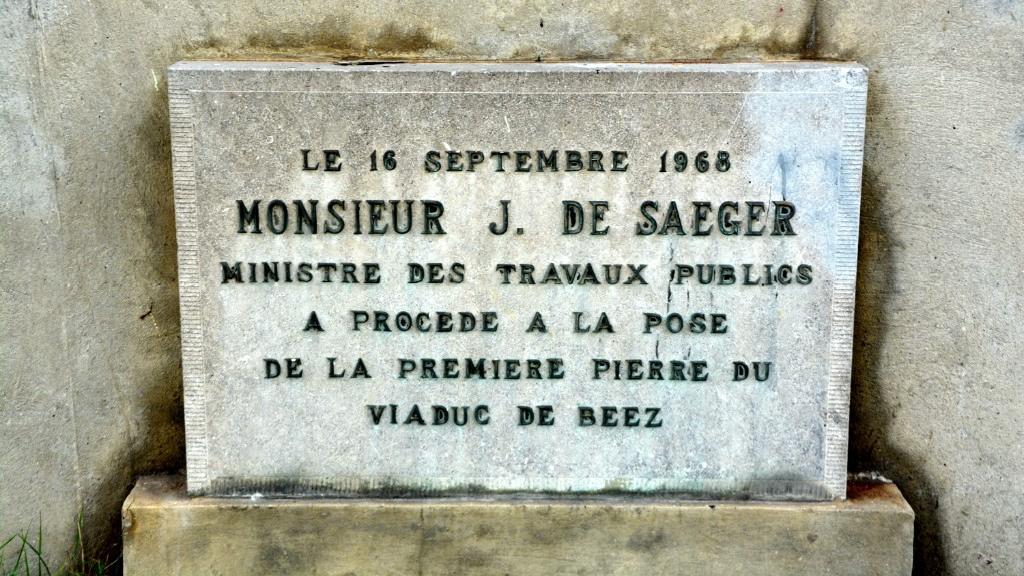 LE 16 SEPTEMBRE 1968
MONSIEUR J. DE SAEGER
MINISTRE DES TRAVAUX PUBLICS
A PROCEDE A LA POSE
DE LA PREMIERE PIERRE DU
VIADUC DE BEEZ